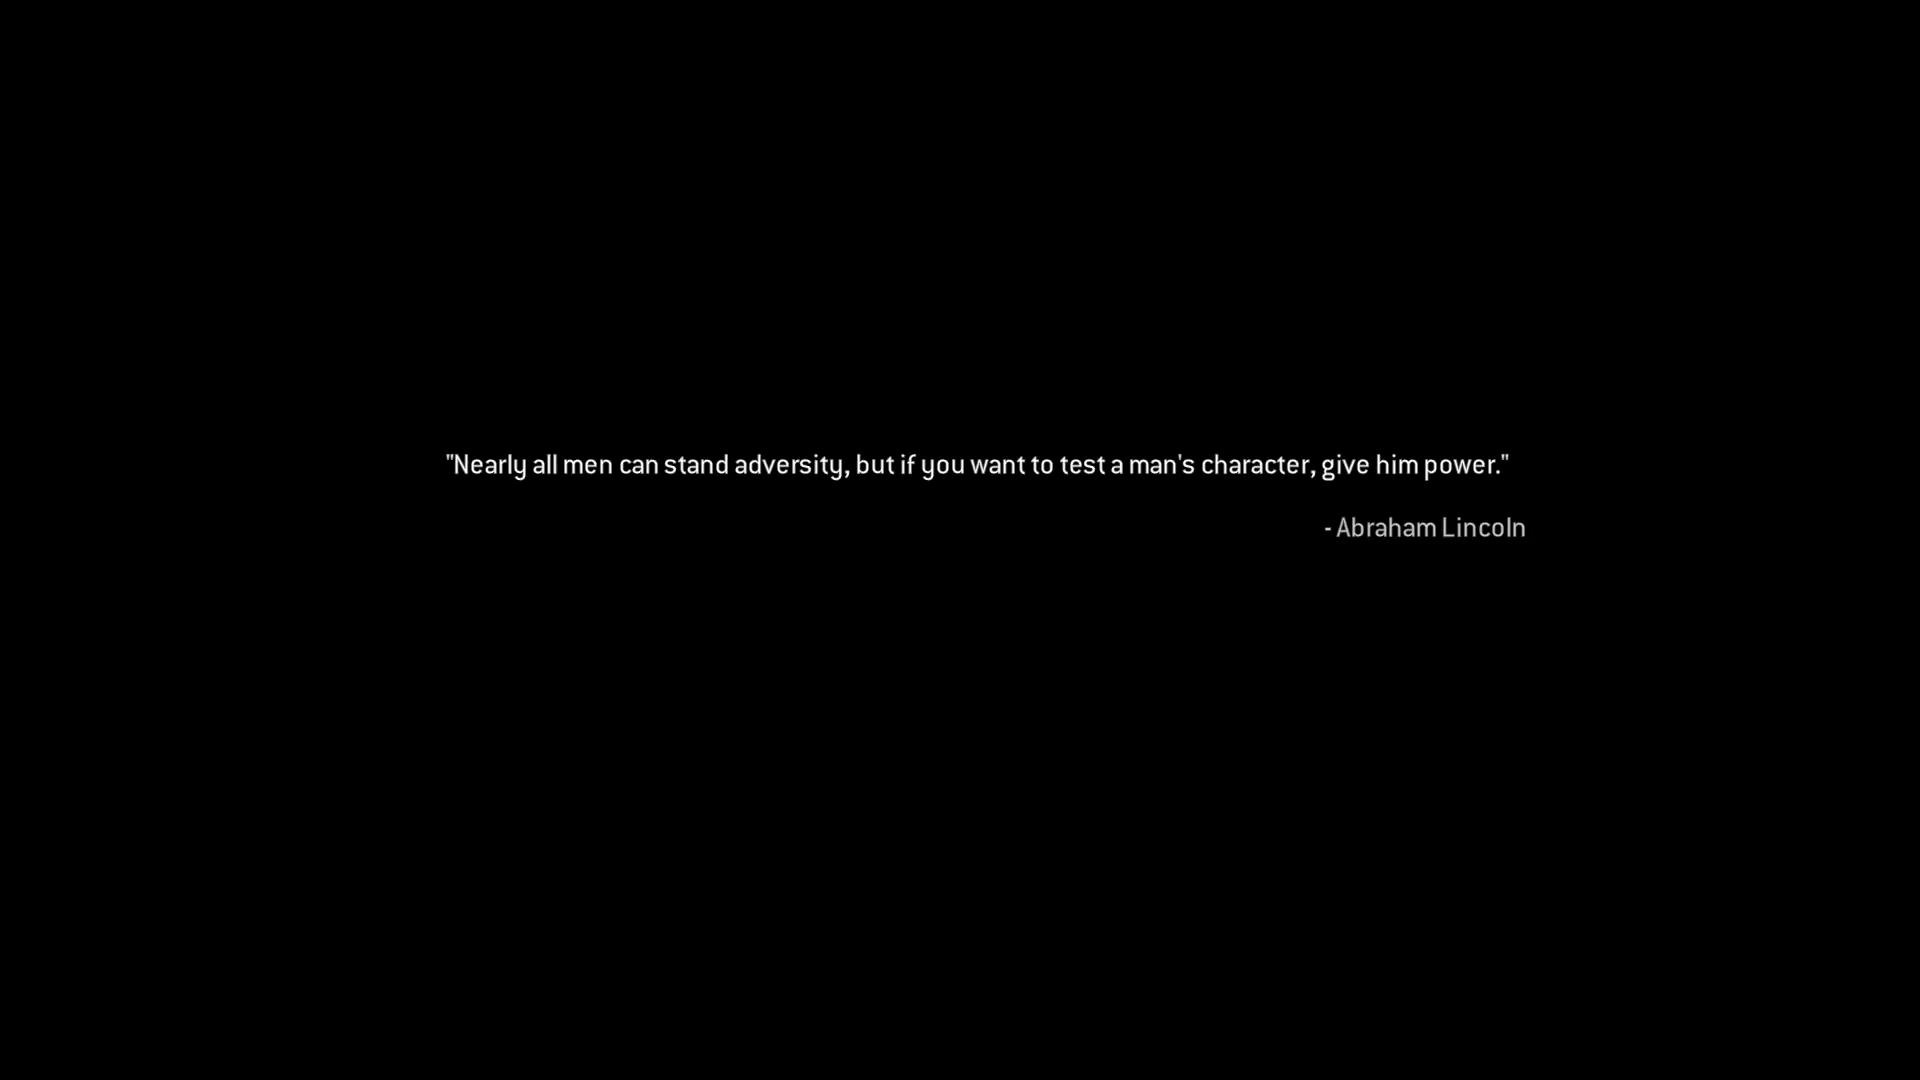 "Nearly all men can stand adversity, but if you want to test a man's character, give him power."
- Abraham Lincoln